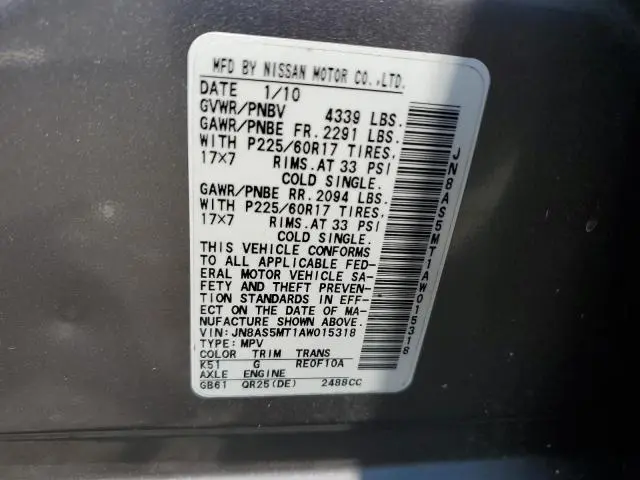 MFD BY NISSAN MOTOR CO.,LTD.
DATE 1/10
GVWR/PNBV 4339 LBS.
GAWR/PNBE FR. 2291 LBS.
WITH P225/60R17 TIRES,
17×7 RIMS. AT 33 PSI
COLD SINGLE.
GAWR/PNBE RR. 2094 LBS.
WITH P225/60R17 TIRES,
17×7 RIMS. AT 33 PSI
COLD SINGLE.
THIS VEHICLE CONFORMS
TO ALL APPLICABLE FED-
ERAL MOTOR VEHICLE SA
FETY AND THEFT PREVEN-
TION STANDARDS IN EFF-
ECT ON THE DATE OF MA-
NUFACTURE SHOWN ABOVE.
VIN: JN8AS5MT1AW015318
TYPE: MPV
COLOR TRIM TRANS
K51 G RE0F10A
AXLE ENGINE
GB61 QR25(DE) 2488CC
JN8AS5MT1AW015318